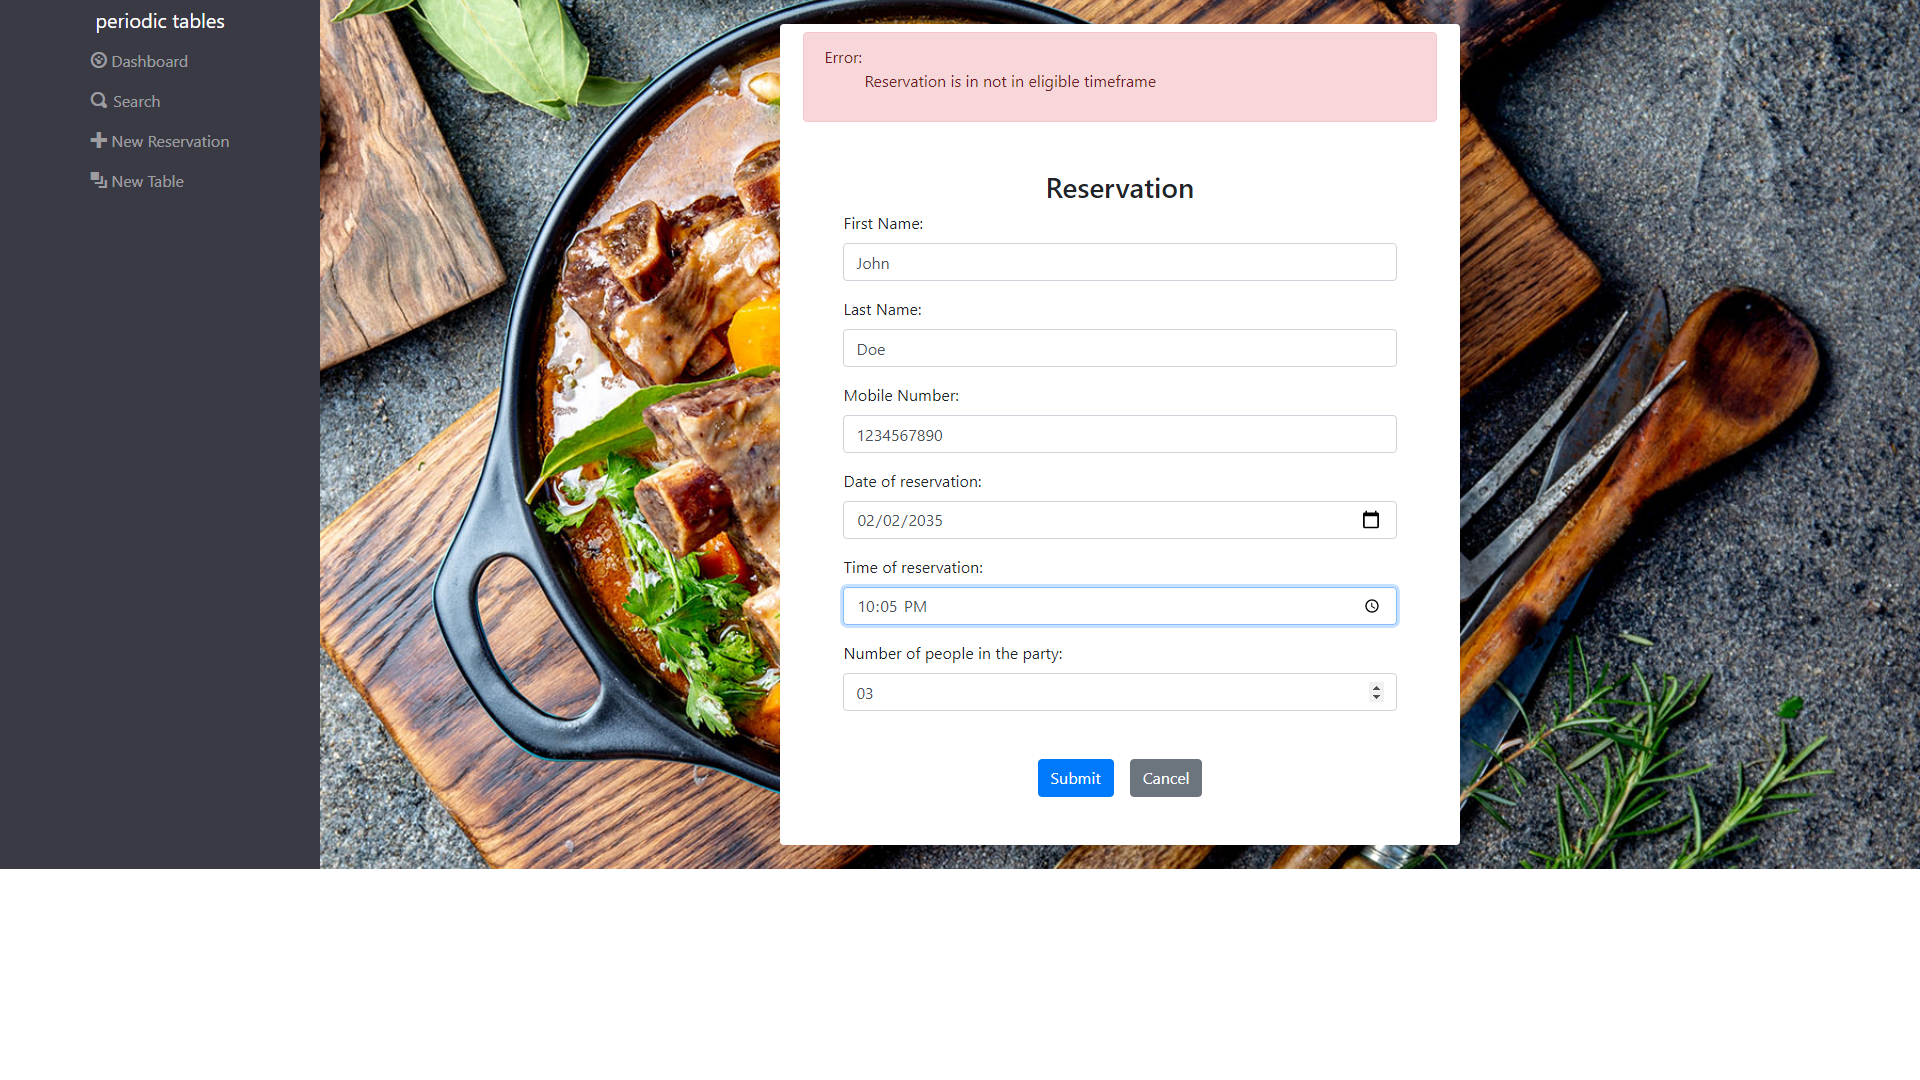 periodic tables
Dashboard
Search
New Reservation
New Table
Error:
Reservation is in not in eligible timeframe
Reservation
First Name:
John
Last Name:
Doe
Mobile Number:
1234567890
Date of reservation:
02/02/2035
Time of reservation:
10:05 PM
Number of people in the party:
03
Submit Cancel